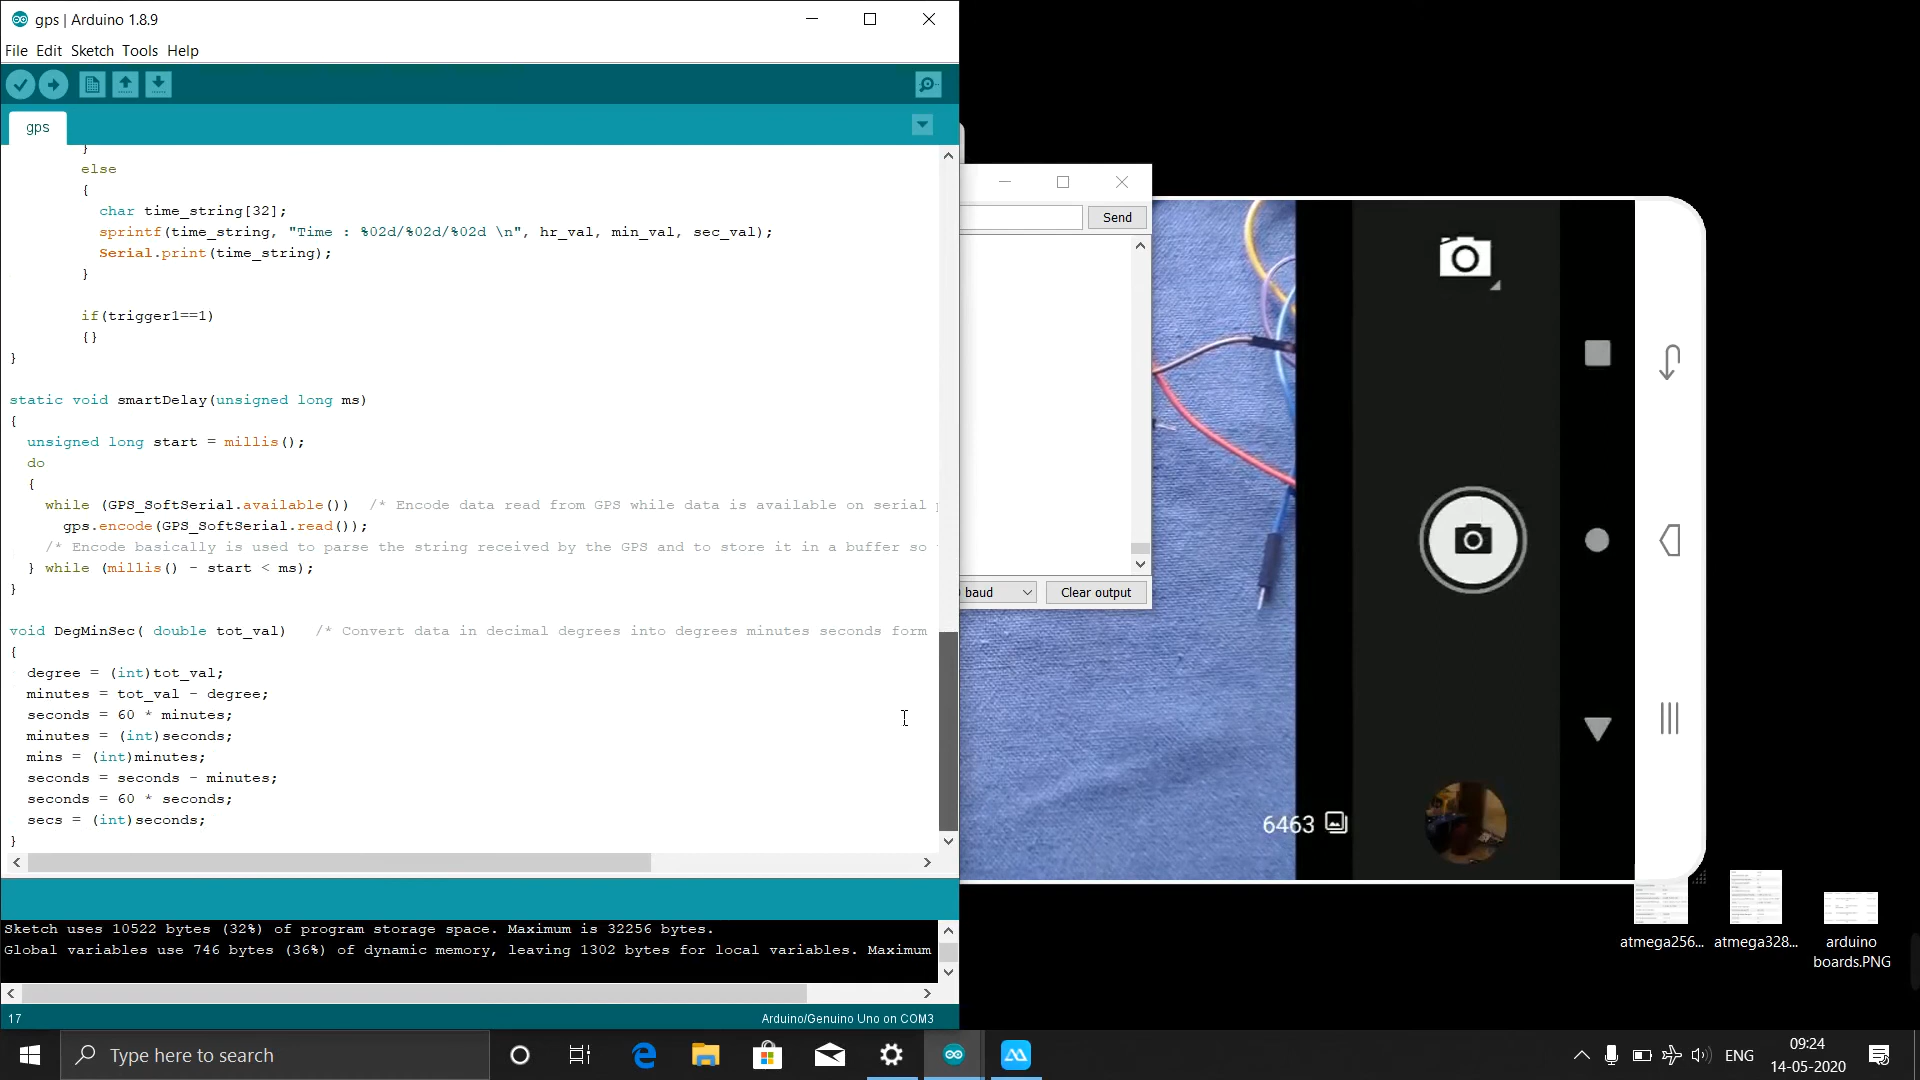 gps | Arduino 1.8.9
File Edit Sketch Tools Help
gps
}
else
{
char time_string[32];
sprintf(time_string, "Time : %02d/%02d/%02d \n", hr_val, min_val, sec_val);
Serial.print(time_string);
}
if(trigger1==1)
{}
}
static void smartDelay(unsigned long ms)
{
unsigned long start = millis();
do
{
while (GPS_SoftSerial.available()) /* Encode data read from GPS while data is available on serial
gps.encode(GPS_SoftSerial.read());
/* Encode basically is used to parse the string received by the GPS and to store it in a buffer so
} while (millis() - start < ms);
}
void DegMinSec( double tot_val) /* Convert data in decimal degrees into degrees minutes seconds form
{
degree = (int)tot_val;
minutes = tot_val - degree;
seconds = 60 * minutes;
minutes = (int)seconds;
mins = (int)minutes;
seconds = seconds - minutes;
seconds = 60 * seconds;
secs = (int)seconds;
}
Sketch uses 10522 bytes (32%) of program storage space. Maximum is 32256 bytes.
Global variables use 746 bytes (36%) of dynamic memory, leaving 1302 bytes for local variables. Maximum
17
Arduino/Genuino Uno on COM3
Send
baud
Clear output
6463
atmega256...
atmega328...
arduino
boards.PNG
Type here to search
ENG
09:24
14-05-2020